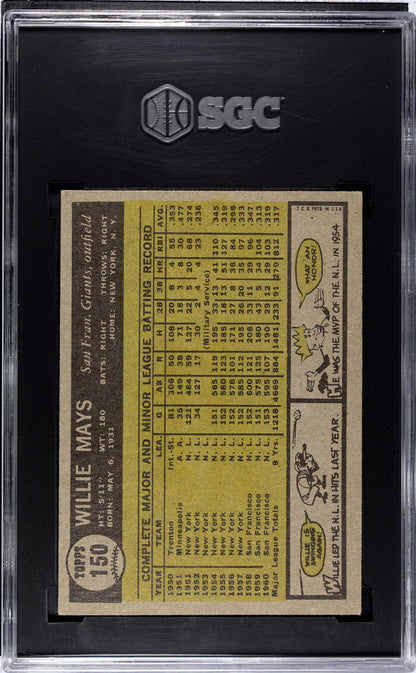 SGC
TOPPS
150
WILLIE MAYS
San Fran. Giants, outfield
HT: 5'11" WT: 180 BATS: RIGHT THROWS: RIGHT
BORN: MAY 6, 1931 HOME: NEW YORK, N. Y.
COMPLETE MAJOR AND MINOR LEAGUE BATTING RECORD
YEAR TEAM LEA. G AB R H 2B 3B HR RBI AVG.
1950 Trenton Int.-St. 81 306 50 108 20 8 4 55 .353
1951 Minneapolis A. A. 35 149 38 71 18 3 8 30 .477
1951 New York N. L. 121 464 59 127 22 5 20 68 .274
1952 New York N. L. 34 127 17 30 2 4 4 23 .236
1953 New York N. L. (Military Service)
1954 New York N. L. 151 565 119 195 33 13 41 110 .345
1955 New York N. L. 152 580 123 185 18 13 51 127 .319
1956 New York N. L. 152 578 101 171 27 8 36 84 .296
1957 New York N. L. 152 585 112 195 26 20 35 97 .333
1958 San Francisco N. L. 152 600 121 208 33 11 29 96 .347
1959 San Francisco N. L. 151 575 125 180 43 5 34 104 .313
1960 San Francisco N. L. 153 595 107 190 29 12 29 103 .319
Major League Totals 9 Yrs. 1218 4669 884 1481 233 91 279 812 .317
WILLIE IS SWINGING AGAIN!
WILLIE LED THE N.L. IN HITS LAST YEAR.
WHAT AN HONOR!
HE WAS THE MVP OF THE N.L. IN 1954
T. C. G. PRTD. IN U.S.A.